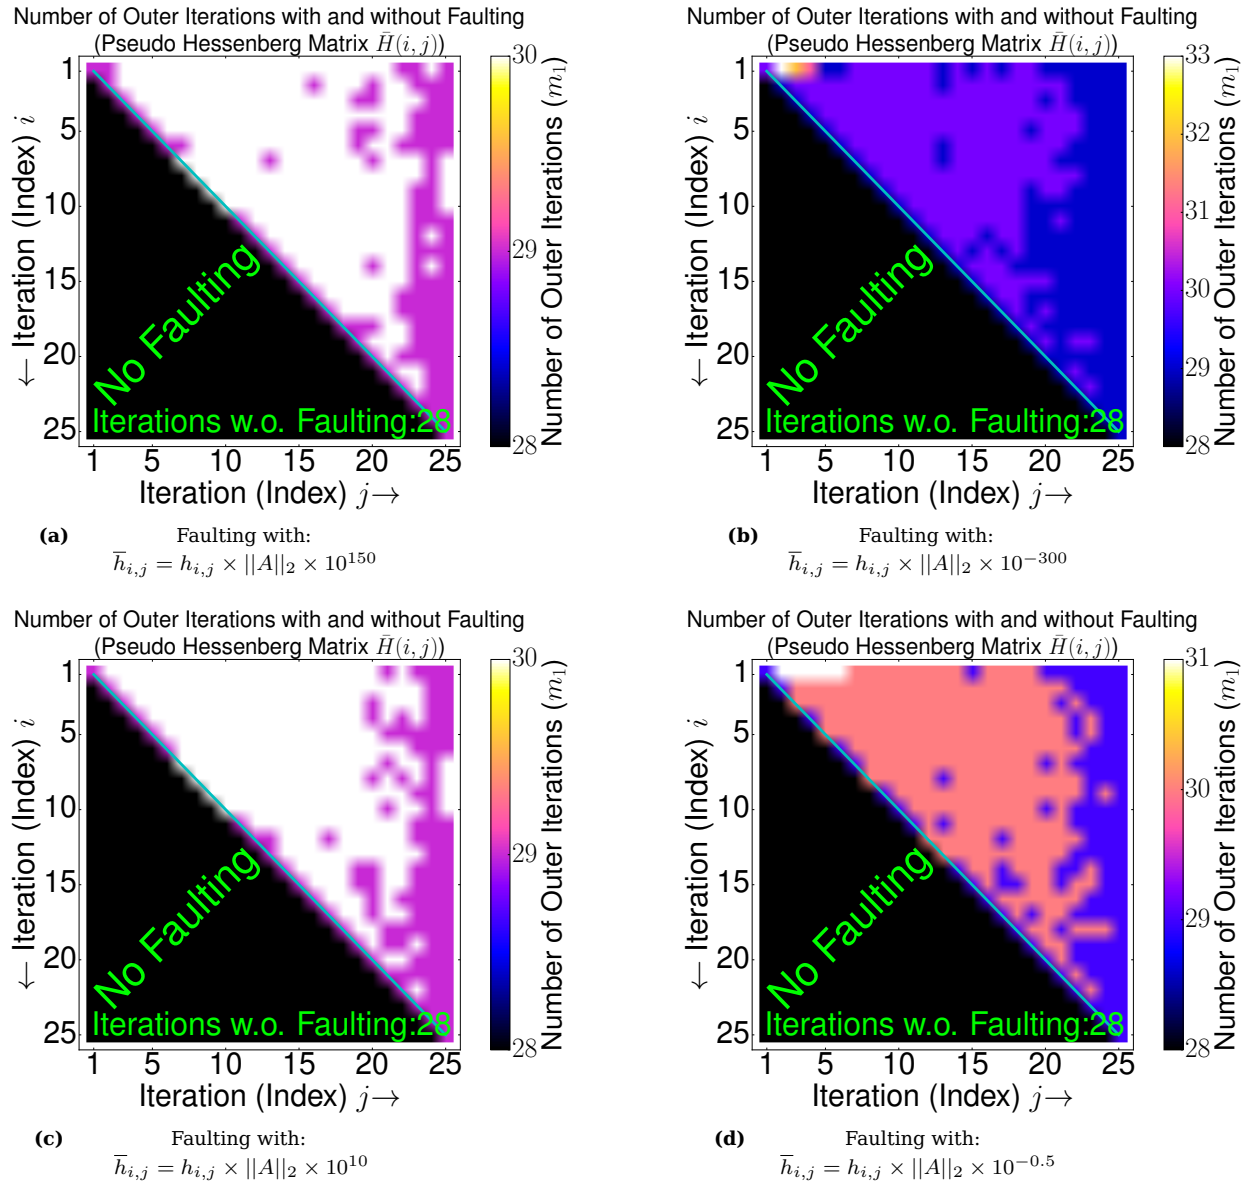 Number of Outer Iterations with and without Faulting
(Pseudo Hessenberg Matrix H̄(i, j))
1
5
10
15
20
25
← Iteration (Index) i
No Faulting
Iterations w.o. Faulting:28
1 5 10 15 20 25
Iteration (Index) j→
30
29
28
Number of Outer Iterations (m₁)
(a) Faulting with:
h̅ᵢ,ⱼ = hᵢ,ⱼ × ||A||₂ × 10¹⁵⁰
Number of Outer Iterations with and without Faulting
(Pseudo Hessenberg Matrix H̄(i, j))
1
5
10
15
20
25
← Iteration (Index) i
No Faulting
Iterations w.o. Faulting:28
1 5 10 15 20 25
Iteration (Index) j→
33
32
31
30
29
28
Number of Outer Iterations (m₁)
(b) Faulting with:
h̅ᵢ,ⱼ = hᵢ,ⱼ × ||A||₂ × 10⁻³⁰⁰
Number of Outer Iterations with and without Faulting
(Pseudo Hessenberg Matrix H̄(i, j))
1
5
10
15
20
25
← Iteration (Index) i
No Faulting
Iterations w.o. Faulting:28
1 5 10 15 20 25
Iteration (Index) j→
30
29
28
Number of Outer Iterations (m₁)
(c) Faulting with:
h̅ᵢ,ⱼ = hᵢ,ⱼ × ||A||₂ × 10¹⁰
Number of Outer Iterations with and without Faulting
(Pseudo Hessenberg Matrix H̄(i, j))
1
5
10
15
20
25
← Iteration (Index) i
No Faulting
Iterations w.o. Faulting:28
1 5 10 15 20 25
Iteration (Index) j→
31
30
29
28
Number of Outer Iterations (m₁)
(d) Faulting with:
h̅ᵢ,ⱼ = hᵢ,ⱼ × ||A||₂ × 10^−0.5